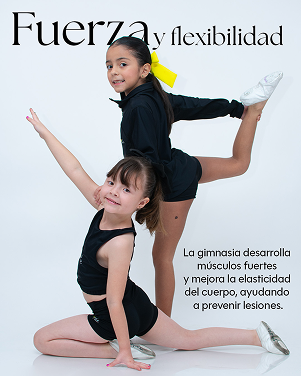 Fuerza y flexibilidad
La gimnasia desarrolla
músculos fuertes
y mejora la elasticidad
del cuerpo, ayudando
a prevenir lesiones.